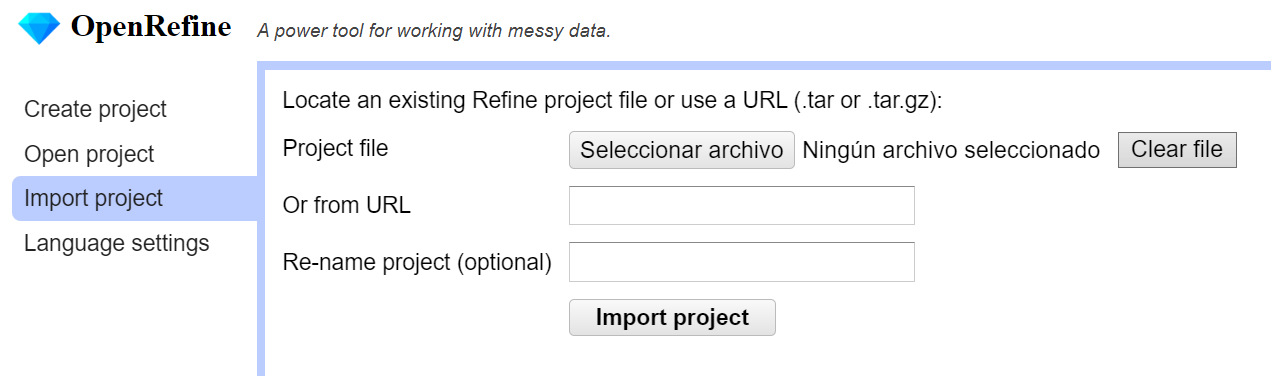 OpenRefine A power tool for working with messy data.
Create project
Open project
Import project
Language settings
Locate an existing Refine project file or use a URL (.tar or .tar.gz):
Project file Seleccionar archivo Ningún archivo seleccionado Clear file
Or from URL
Re-name project (optional)
Import project